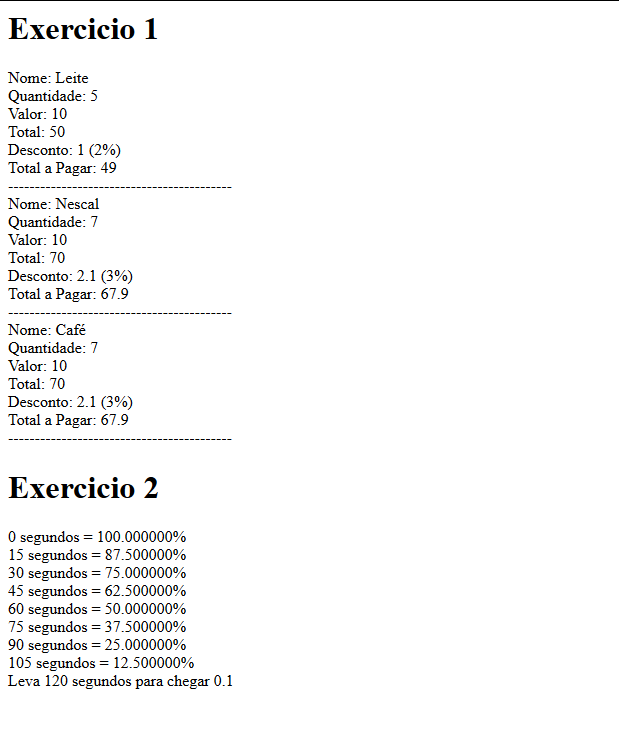 Exercicio 1
Nome: Leite
Quantidade: 5
Valor: 10
Total: 50
Desconto: 1 (2%)
Total a Pagar: 49
------------------------------------------
Nome: Nescal
Quantidade: 7
Valor: 10
Total: 70
Desconto: 2.1 (3%)
Total a Pagar: 67.9
------------------------------------------
Nome: Café
Quantidade: 7
Valor: 10
Total: 70
Desconto: 2.1 (3%)
Total a Pagar: 67.9
------------------------------------------
Exercicio 2
0 segundos = 100.000000%
15 segundos = 87.500000%
30 segundos = 75.000000%
45 segundos = 62.500000%
60 segundos = 50.000000%
75 segundos = 37.500000%
90 segundos = 25.000000%
105 segundos = 12.500000%
Leva 120 segundos para chegar 0.1